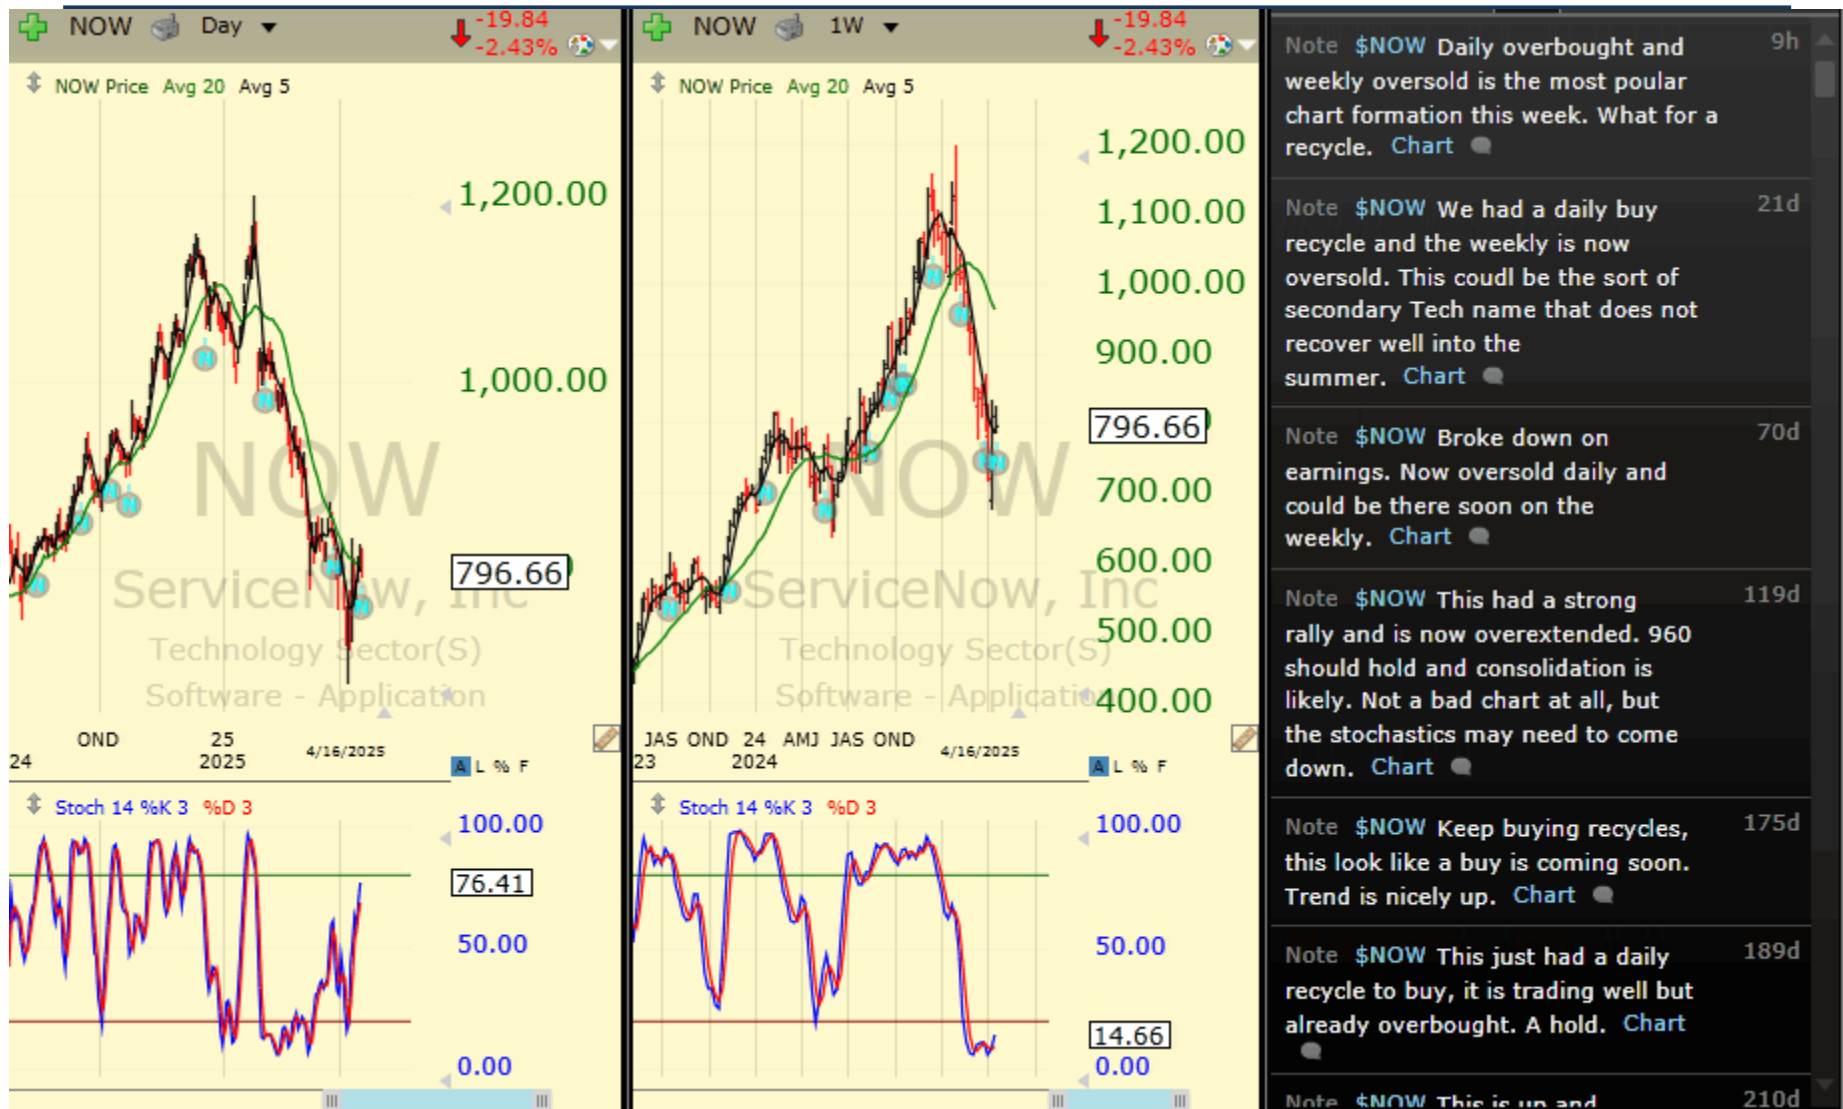 NOW Day
-19.84
-2.43%
NOW Price Avg 20 Avg 5
1,200.00
1,000.00
796.66
NOW
ServiceNow, Inc
Technology Sector(S)
Software - Application
OND 25
24 2025 4/16/2025
A L % F
Stoch 14 %K 3 %D 3
100.00
76.41
50.00
0.00
NOW 1W
-19.84
-2.43%
NOW Price Avg 20 Avg 5
1,200.00
1,100.00
1,000.00
900.00
796.66
700.00
600.00
500.00
400.00
NOW
ServiceNow, Inc
Technology Sector(S)
Software - Application
JAS OND 24 AMJ JAS OND
23 2024 4/16/2025
A L % F
Stoch 14 %K 3 %D 3
100.00
50.00
14.66
0.00
Note $NOW Daily overbought and 9h
weekly oversold is the most poular
chart formation this week. What for a
recycle. Chart
Note $NOW We had a daily buy 21d
recycle and the weekly is now
oversold. This coudl be the sort of
secondary Tech name that does not
recover well into the
summer. Chart
Note $NOW Broke down on 70d
earnings. Now oversold daily and
could be there soon on the
weekly. Chart
Note $NOW This had a strong 119d
rally and is now overextended. 960
should hold and consolidation is
likely. Not a bad chart at all, but
the stochastics may need to come
down. Chart
Note $NOW Keep buying recycles, 175d
this look like a buy is coming soon.
Trend is nicely up. Chart
Note $NOW This just had a daily 189d
recycle to buy, it is trading well but
already overbought. A hold. Chart
Note $NOW This is up and 210d